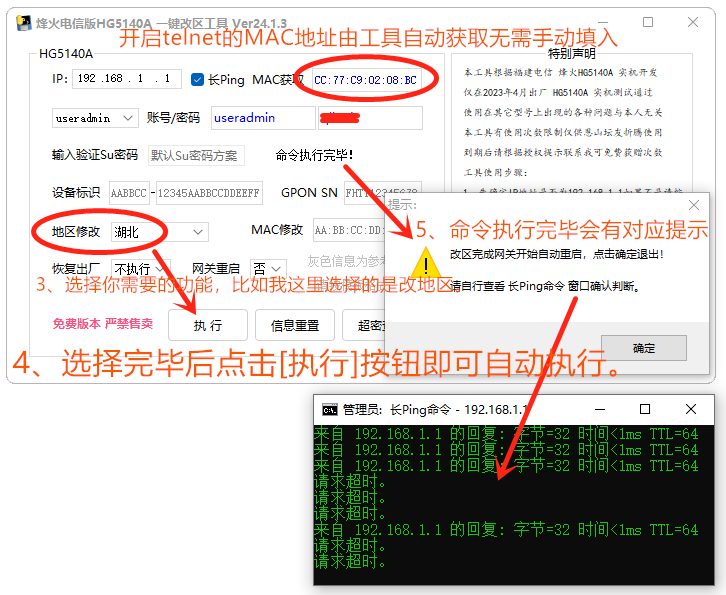 烽火电信版HG5140A 一键改区工具 Ver24.1.3
开启telnet的MAC地址由工具自动获取无需手动填入
HG5140A
特别声明
IP: 192 .168 . 1 . 1
长Ping
MAC获取
CC:77:C9:02:08:BC
useradmin
账号/密码
useradmin
输入验证Su密码
默认Su密码方案
命令执行完毕!
设备标识
AABBCC-12345AABBCCDDEEFF
GPON SN
地区修改
湖北
MAC修改
AA:BB:CC:DD:
恢复出厂
不执行
网关重启
否
灰色信息为参考
3、选择你需要的功能，比如我这里选择的是改地区
免费版本 严禁售卖
执 行
信息重置
4、选择完毕后点击[执行]按钮即可自动执行。
本工具根据福建电信 烽火HG5140A 实机开发
仅在2023年4月出厂 HG5140A 实机测试通过
使用在其它型号上出现的各种问题与本人无关
本工具有使用次数限制仅供恩山坛友折腾使用
到期后请根据授权提示联系我可免费获赠次数
工具使用步骤:
提示:
5、命令执行完毕会有对应提示
改区完成网关开始自动重启，点击确定退出!
请自行查看 长Ping命令 窗口确认判断。
确定
管理员: 长Ping命令 - 192.168.1.1
来自 192.168.1.1 的回复: 字节=32 时间<1ms TTL=64
来自 192.168.1.1 的回复: 字节=32 时间<1ms TTL=64
来自 192.168.1.1 的回复: 字节=32 时间<1ms TTL=64
请求超时。
请求超时。
请求超时。
来自 192.168.1.1 的回复: 字节=32 时间<1ms TTL=64
请求超时。
请求超时。